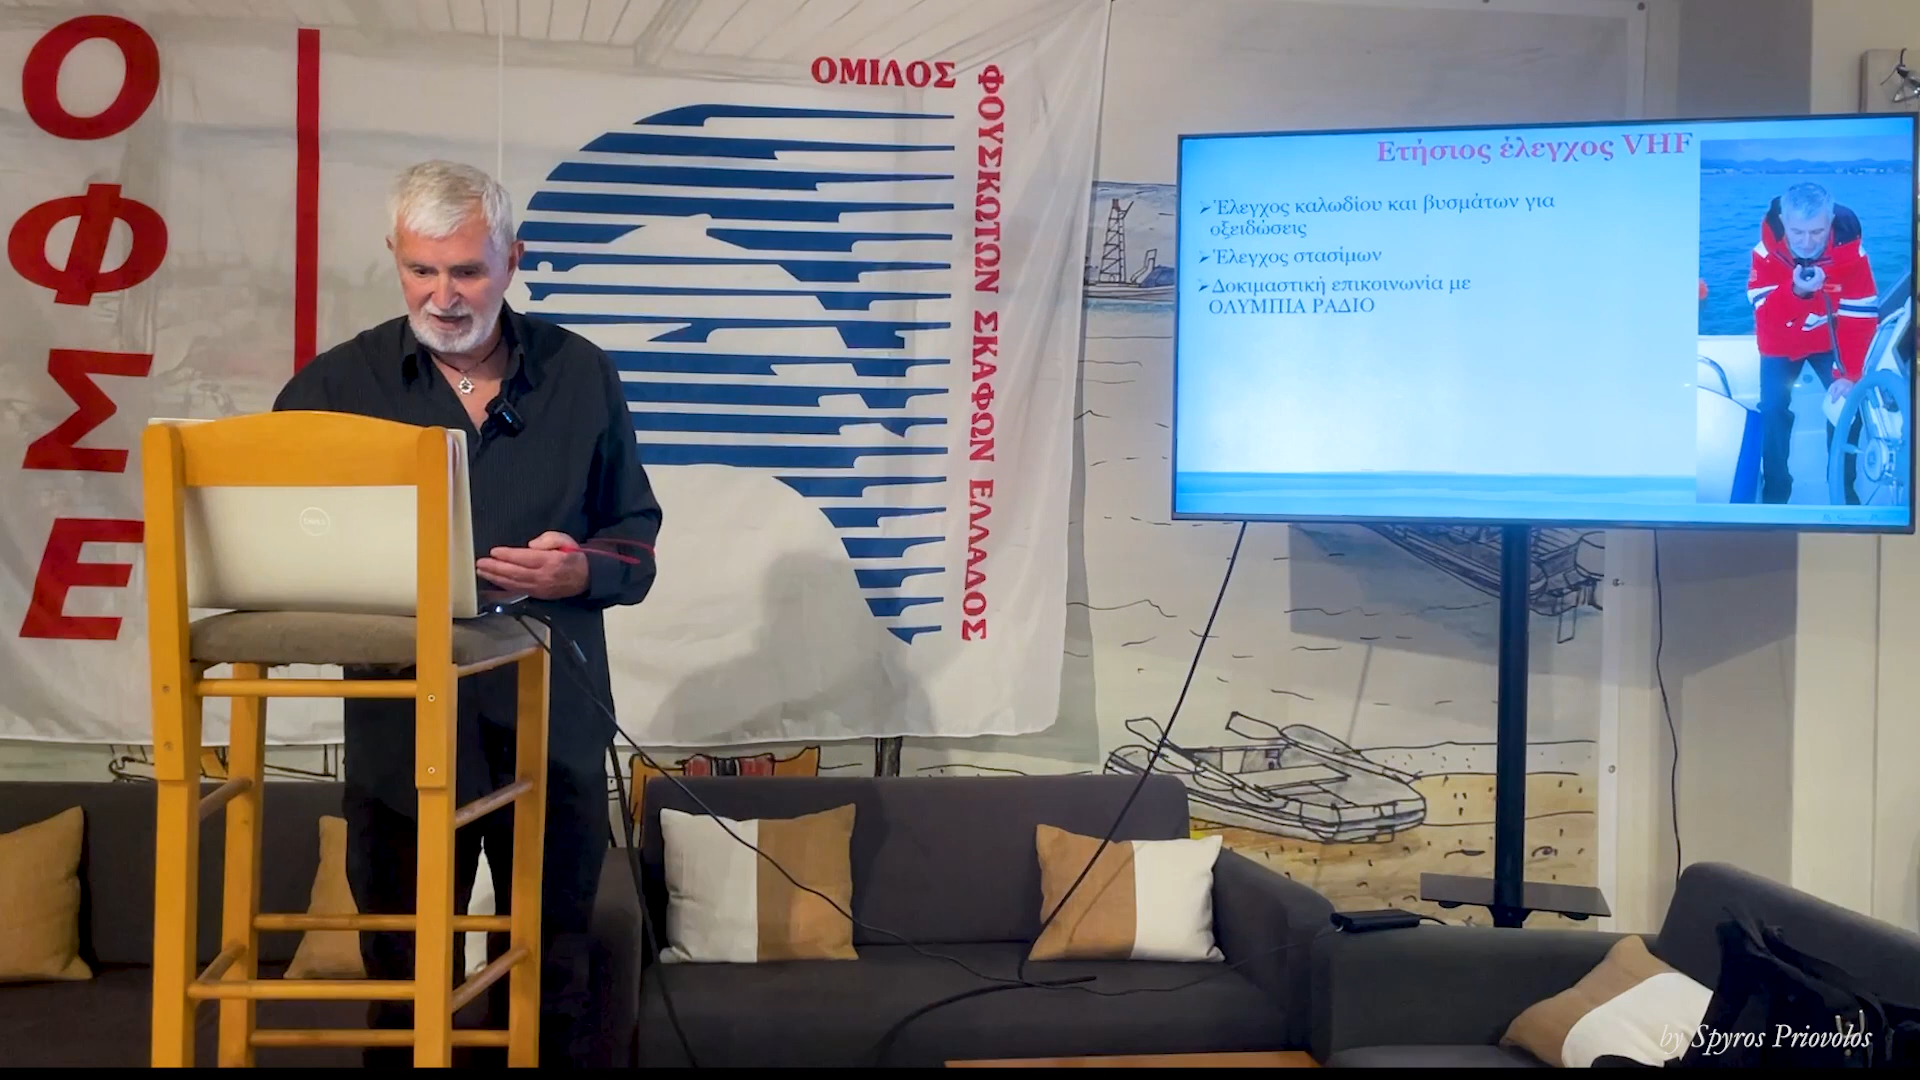 ΟΦΣΕ
ΟΜΙΛΟΣ
ΦΟΥΣΚΩΤΩΝ ΣΚΑΦΩΝ ΕΛΛΑΔΟΣ
Ετήσιος έλεγχος VHF
➢Έλεγχος καλωδίου και βυσμάτων για
οξειδώσεις
➢Έλεγχος στασίμων
➢Δοκιμαστική επικοινωνία με
ΟΛΥΜΠΙΑ ΡΑΔΙΟ
DELL
by Spyros Priovolos